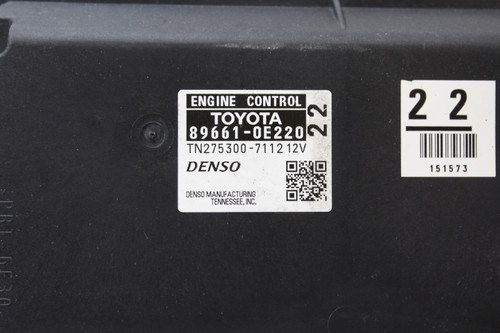 ENGINE CONTROL
TOYOTA
89661-0E220
22
TN275300-7112 12V
DENSO
DENSO MANUFACTURING
TENNESSEE, INC.
22
151573